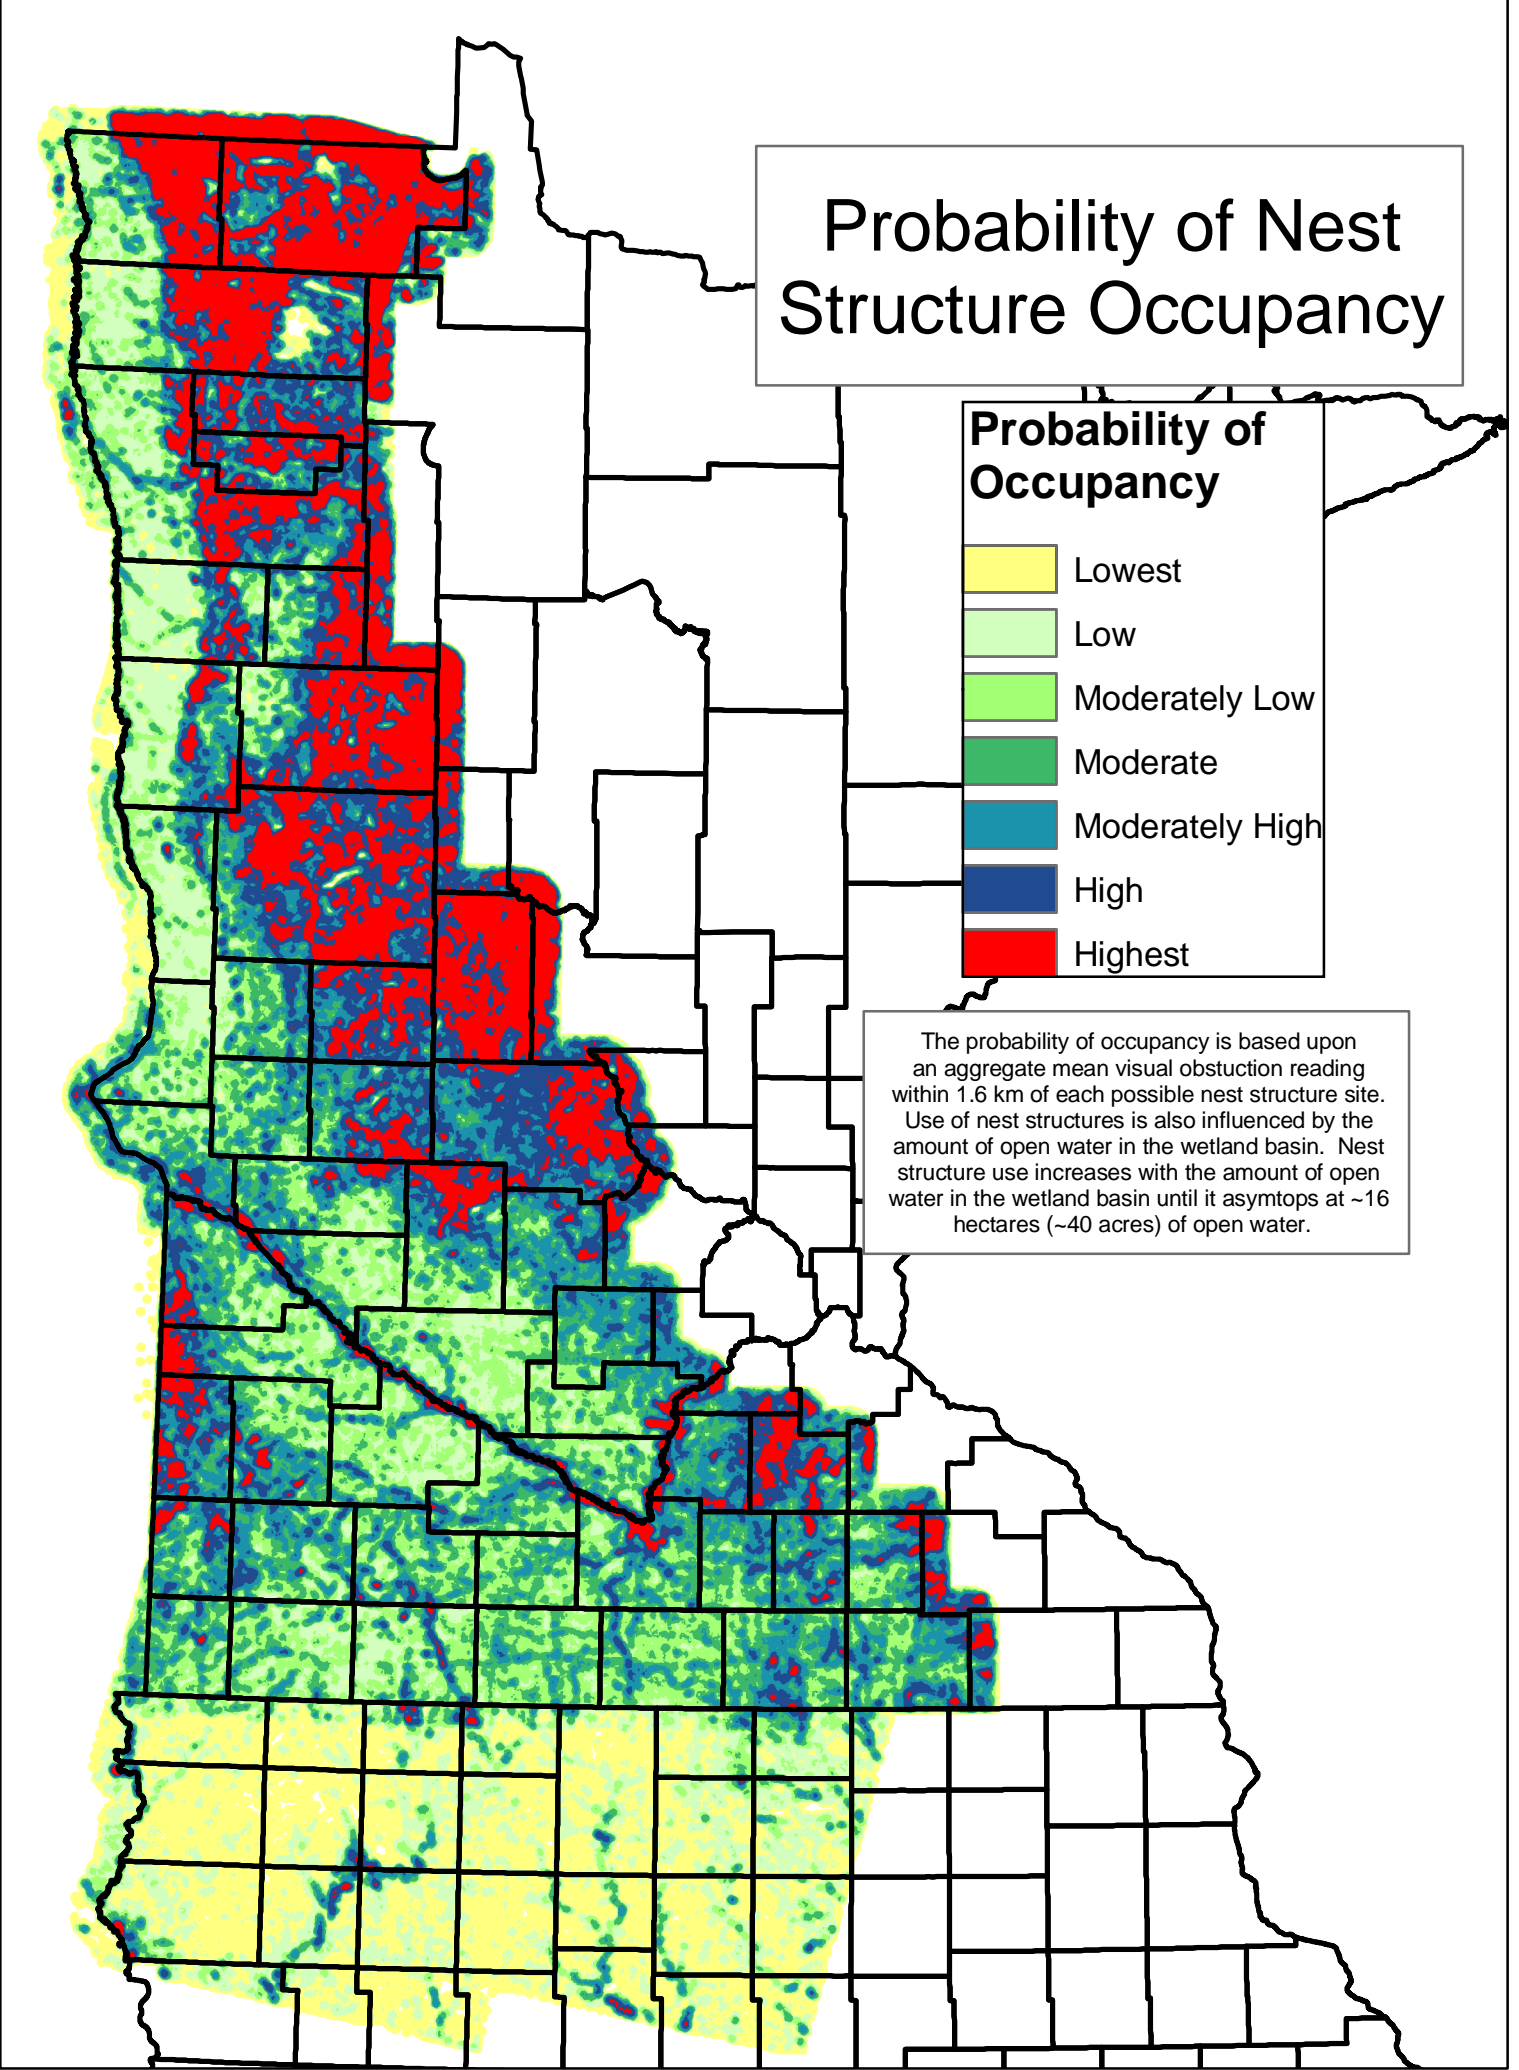 Probability of Nest
Structure Occupancy
Probability of
Occupancy
Lowest
Low
Moderately Low
Moderate
Moderately High
High
Highest
The probability of occupancy is based upon
an aggregate mean visual obstuction reading
within 1.6 km of each possible nest structure site.
Use of nest structures is also influenced by the
amount of open water in the wetland basin.  Nest
structure use increases with the amount of open
water in the wetland basin until it asymtops at ~16
hectares (~40 acres) of open water.